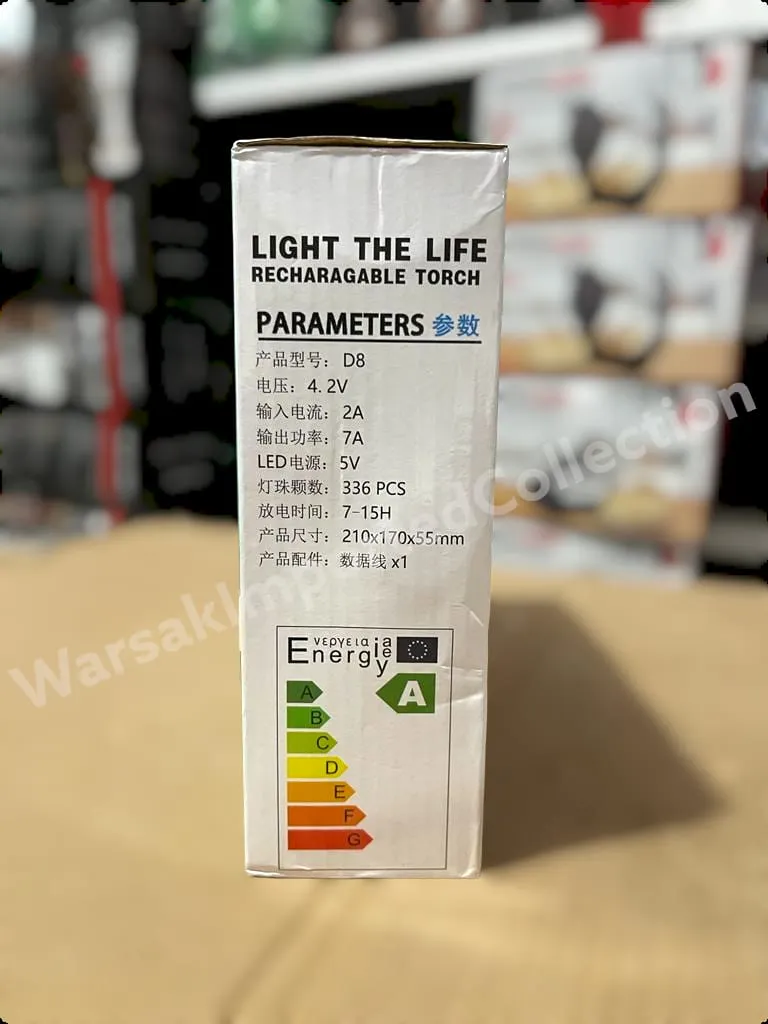 LIGHT THE LIFE
RECHARAGABLE TORCH
PARAMETERS 参数
产品型号: D8
电压: 4.2V
输入电流: 2A
输出功率: 7A
LED电源: 5V
灯珠颗数: 336 PCS
放电时间: 7-15H
产品尺寸: 210x170x55mm
产品配件: 数据线 x1
WarsakImportedCollection
Energie
νεργεια
Energy
A
A
B
C
D
E
F
G